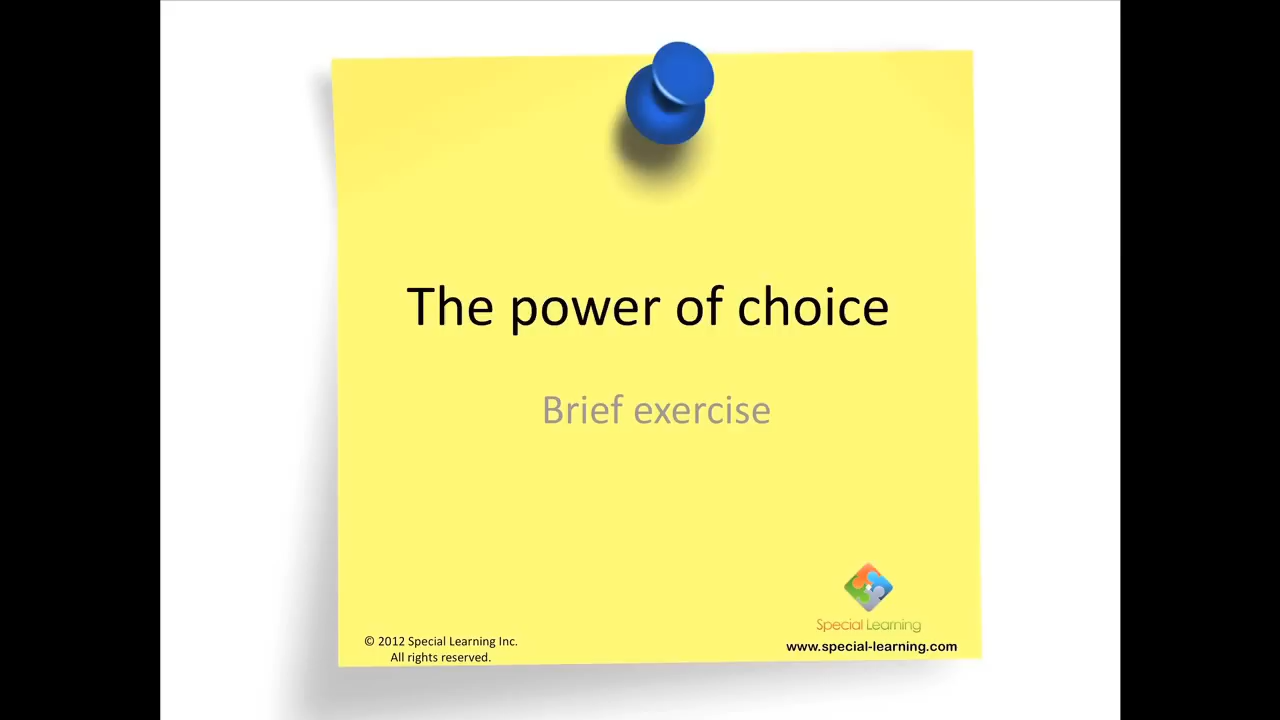 The power of choice
Brief exercise
Special Learning
© 2012 Special Learning Inc.
All rights reserved.
www.special-learning.com